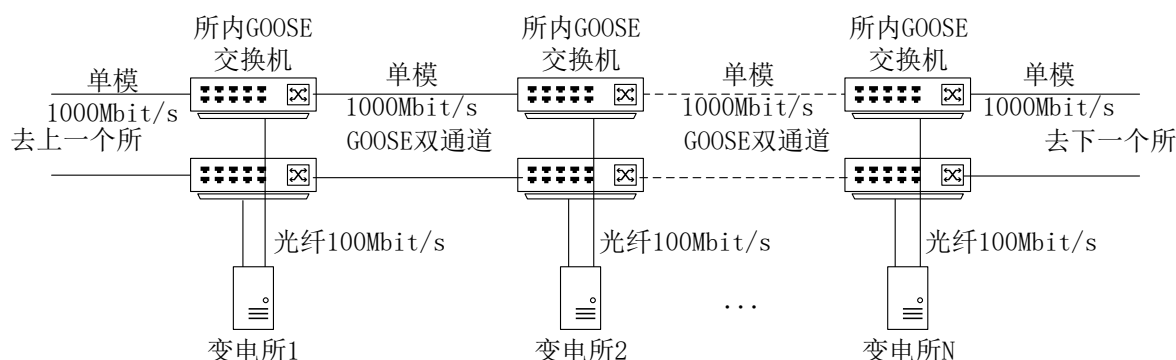 所内GOOSE
交换机
所内GOOSE
交换机
所内GOOSE
交换机
单模
1000Mbit/s
去上一个所
单模
1000Mbit/s
GOOSE双通道
单模
1000Mbit/s
GOOSE双通道
单模
1000Mbit/s
去下一个所
光纤100Mbit/s
光纤100Mbit/s
光纤100Mbit/s
...
变电所1
变电所2
变电所N